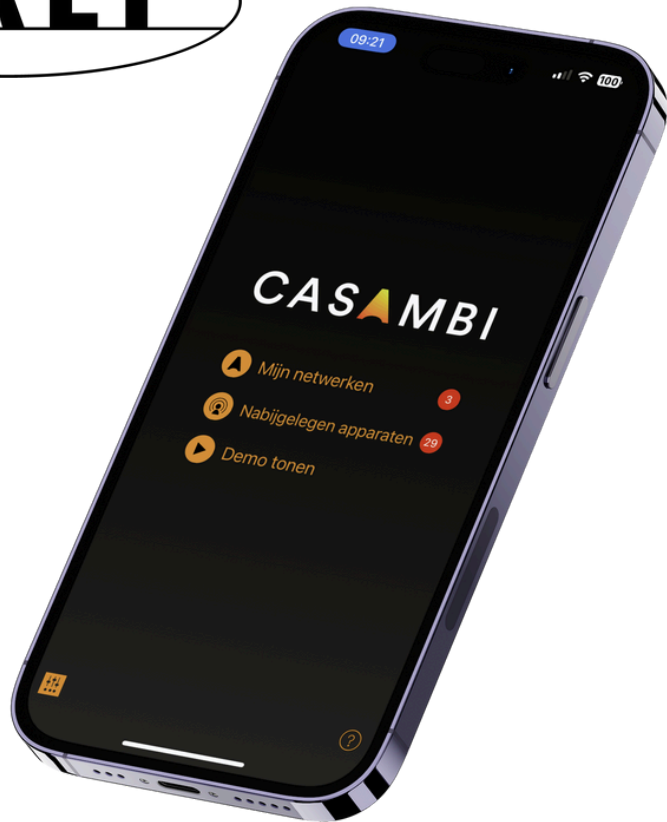 09:21
100
CASAMBI
Mijn netwerken
3
Nabijgelegen apparaten
29
Demo tonen
?